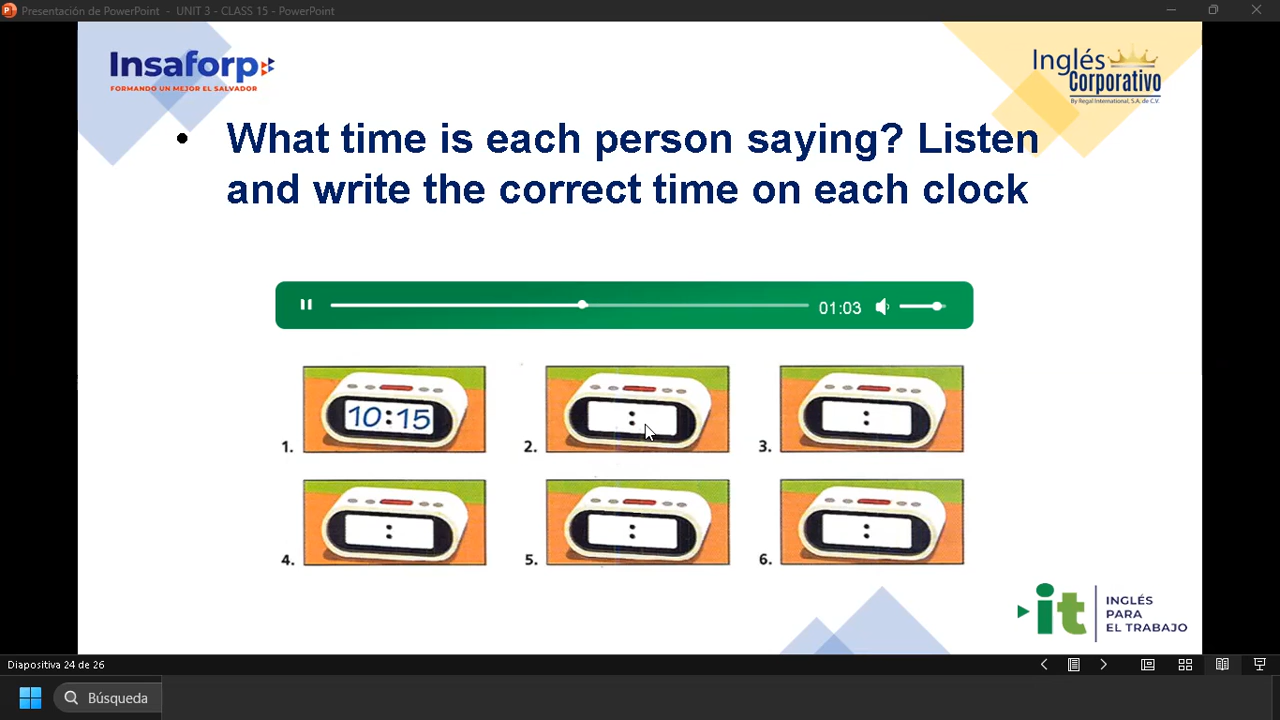 Presentación de PowerPoint - UNIT 3 - CLASS 15 - PowerPoint
Insaforp
FORMANDO UN MEJOR EL SALVADOR
Inglés
Corporativo
By Regal International, S.A. de C.V.
• What time is each person saying? Listen
and write the correct time on each clock
01:03
10:15 : :
1. 2. 3.
: : :
4. 5. 6.
it INGLÉS
PARA
EL TRABAJO
Diapositiva 24 de 26
Búsqueda